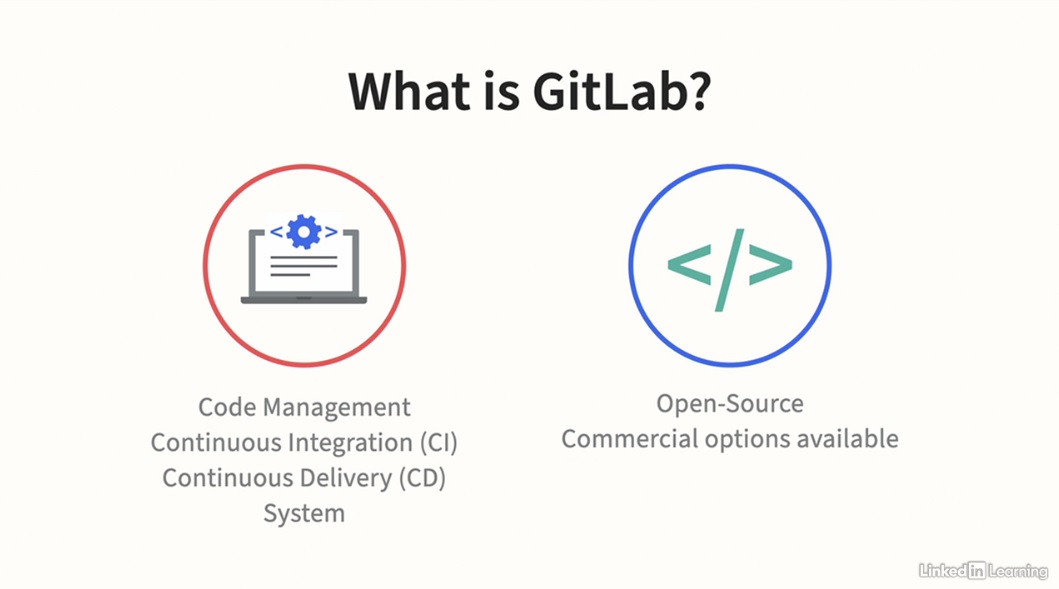 What is GitLab?
Code Management
Continuous Integration (CI)
Continuous Delivery (CD)
System
</>
Open-Source
Commercial options available
Linked in Learning